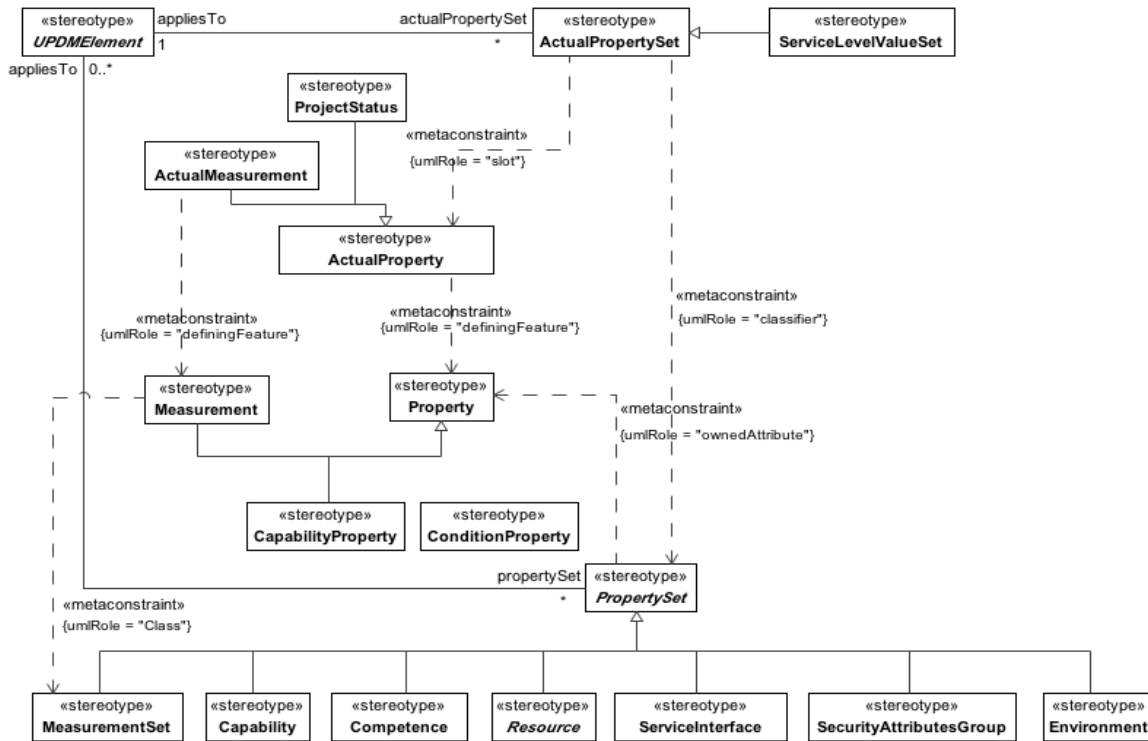 «stereotype»
UPDMElement
appliesTo
1
actualPropertySet
*
«stereotype»
ActualPropertySet
«stereotype»
ServiceLevelValueSet
appliesTo
0..*
«stereotype»
ProjectStatus
«stereotype»
ActualMeasurement
«metaconstraint»
{umlRole = "slot"}
«stereotype»
ActualProperty
«metaconstraint»
{umlRole = "definingFeature"}
«metaconstraint»
{umlRole = "definingFeature"}
«metaconstraint»
{umlRole = "classifier"}
«stereotype»
Measurement
«stereotype»
Property
«metaconstraint»
{umlRole = "ownedAttribute"}
«stereotype»
CapabilityProperty
«stereotype»
ConditionProperty
propertySet
*
«stereotype»
PropertySet
«metaconstraint»
{umlRole = "Class"}
«stereotype»
MeasurementSet
«stereotype»
Capability
«stereotype»
Competence
«stereotype»
Resource
«stereotype»
ServiceInterface
«stereotype»
SecurityAttributesGroup
«stereotype»
Environment